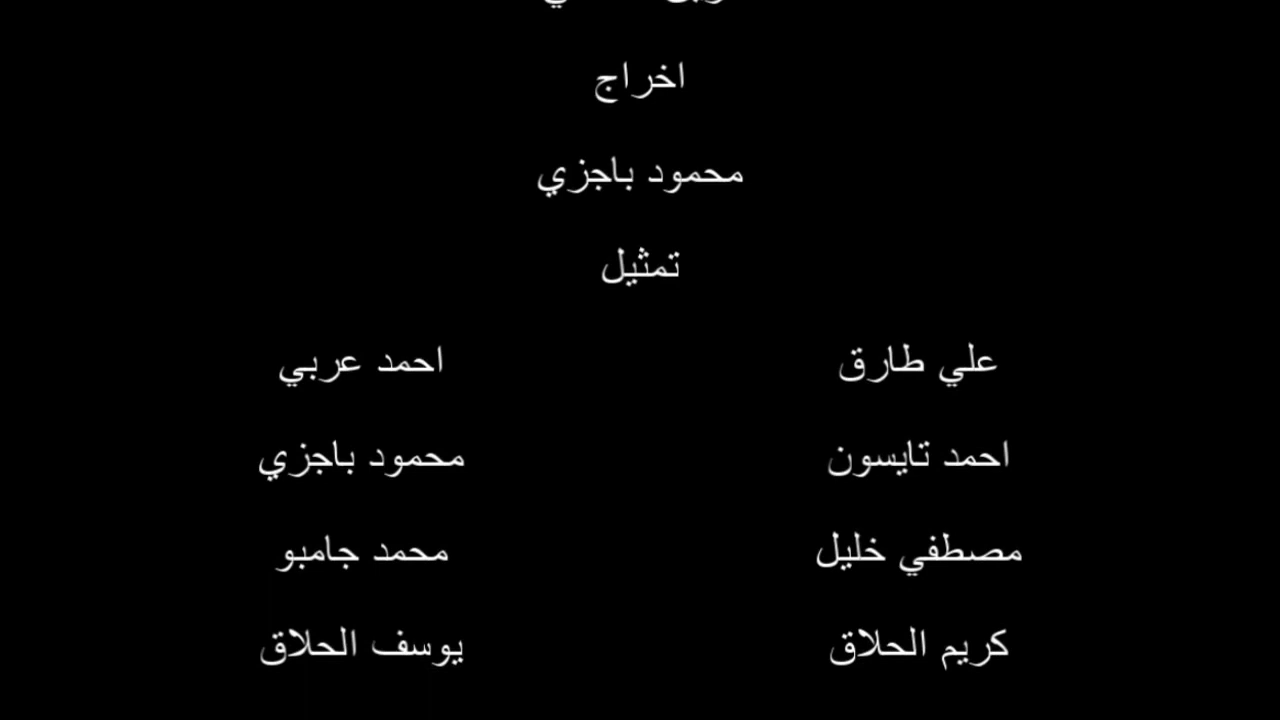 اخراج
محمود باجزي
تمثيل
علي طارق احمد عربي
احمد تايسون محمود باجزي
مصطفي خليل محمد جامبو
كريم الحلاق يوسف الحلاق